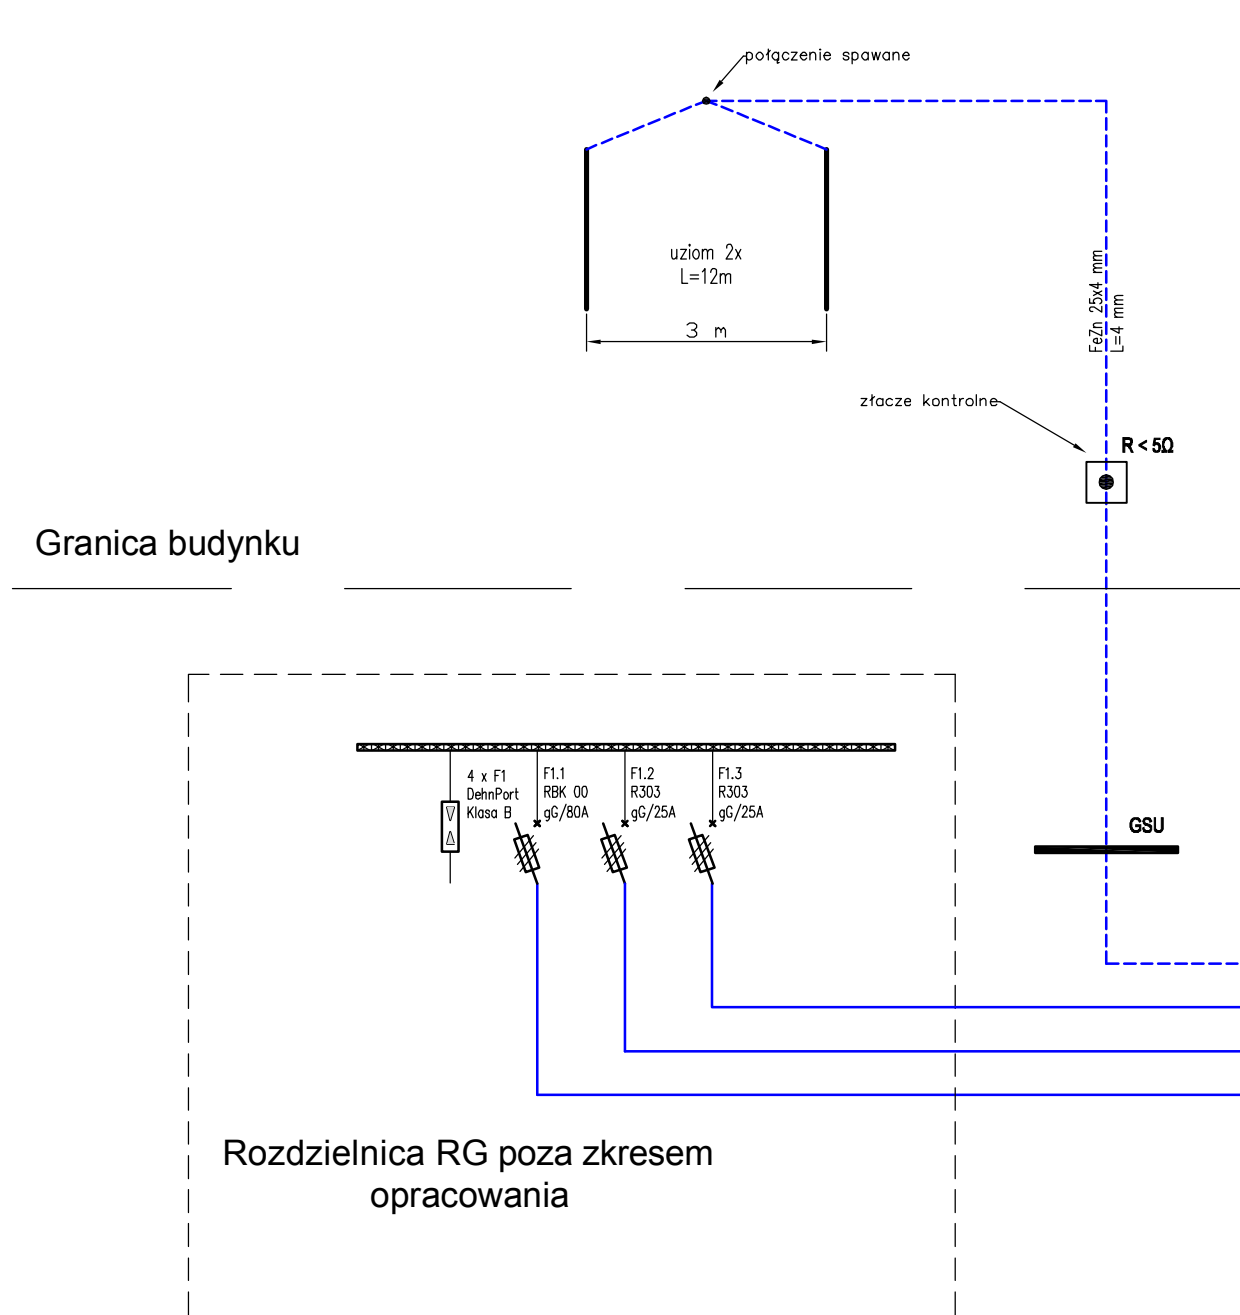 połączenie spawane
uziom 2x
L=12m
3 m
FeZn 25x4 mm
L=4 mm
złacze kontrolne
R < 5Ω
Granica budynku
4 x F1
DehnPort
Klasa B
F1.1
RBK 00
gG/80A
F1.2
R303
gG/25A
F1.3
R303
gG/25A
GSU
Rozdzielnica RG poza zkresem
opracowania